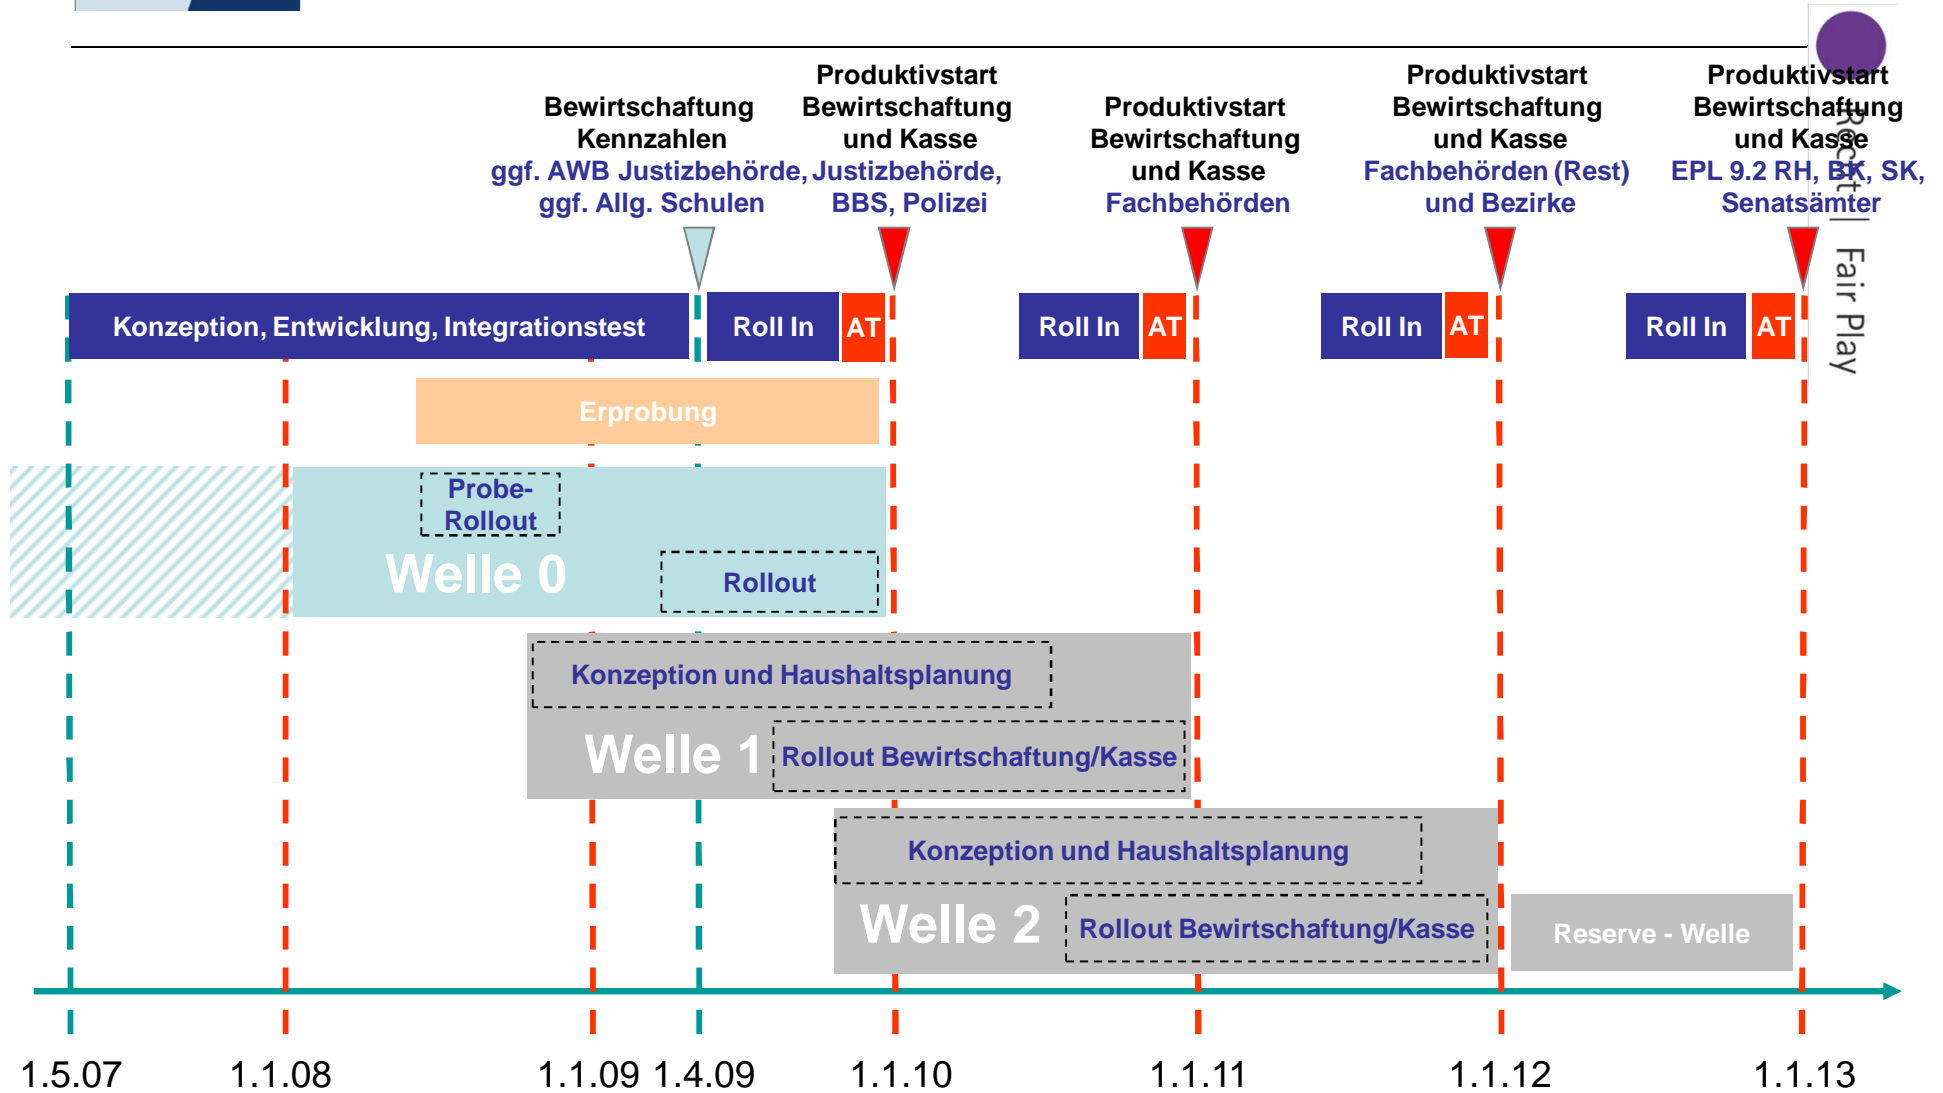 Bewirtschaftung
Kennzahlen
ggf. AWB Justizbehörde,
ggf. Allg. Schulen
Produktivstart
Bewirtschaftung
und Kasse
Justizbehörde,
BBS, Polizei
Produktivstart
Bewirtschaftung
und Kasse
Fachbehörden
Produktivstart
Bewirtschaftung
und Kasse
Fachbehörden (Rest)
und Bezirke
Produktivstart
Bewirtschaftung
und Kasse
EPL 9.2 RH, BK, SK,
Senatsämter
Recht | Fair Play
Konzeption, Entwicklung, Integrationstest
Roll In
AT
Roll In
AT
Roll In
AT
Roll In
AT
Erprobung
Probe-
Rollout
Welle 0
Rollout
Konzeption und Haushaltsplanung
Welle 1
Rollout Bewirtschaftung/Kasse
Konzeption und Haushaltsplanung
Welle 2
Rollout Bewirtschaftung/Kasse
Reserve - Welle
1.5.07
1.1.08
1.1.09
1.4.09
1.1.10
1.1.11
1.1.12
1.1.13